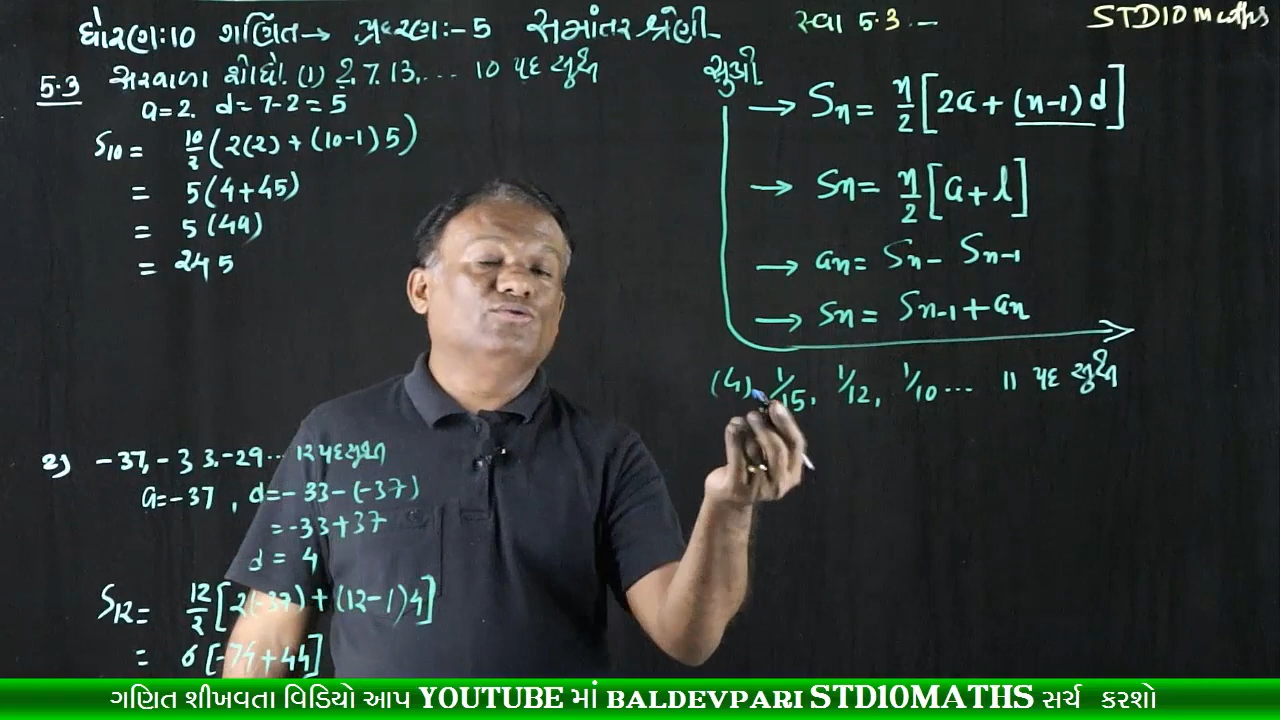 ધોરણ:10 ગણિત→ પ્રકરણ:- 5 સમાંતર શ્રેણી
સ્વા 5.3 :-
STD10 Maths
5.3 સરવાળા શોધો. (1) 2, 7, 13, .... 10 પદ સુધી
a=2. d= 7-2 = 5
S10 = 10/2 (2(2) + (10-1) 5)
= 5(4+45)
= 5(49)
= 245
2) -37, -33, -29... 12 પદ સુધી
a=-37, d=-33-(-37)
= -33+37
d = 4
S12 = 12/2 [2(-37) + (12-1)4]
= 6[-74+44]
સુત્રો
→ Sn = n/2 [2a + (n-1) d]
→ Sn = n/2 [a + l]
→ an = Sn - Sn-1
→ Sn = Sn-1 + an
(4) 1/15, 1/12, 1/10 ... 11 પદ સુધી
ગણિત શીખવતા વિડિયો આપ YOUTUBE માં BALDEVPARI STD10MATHS સર્ચ કરશો